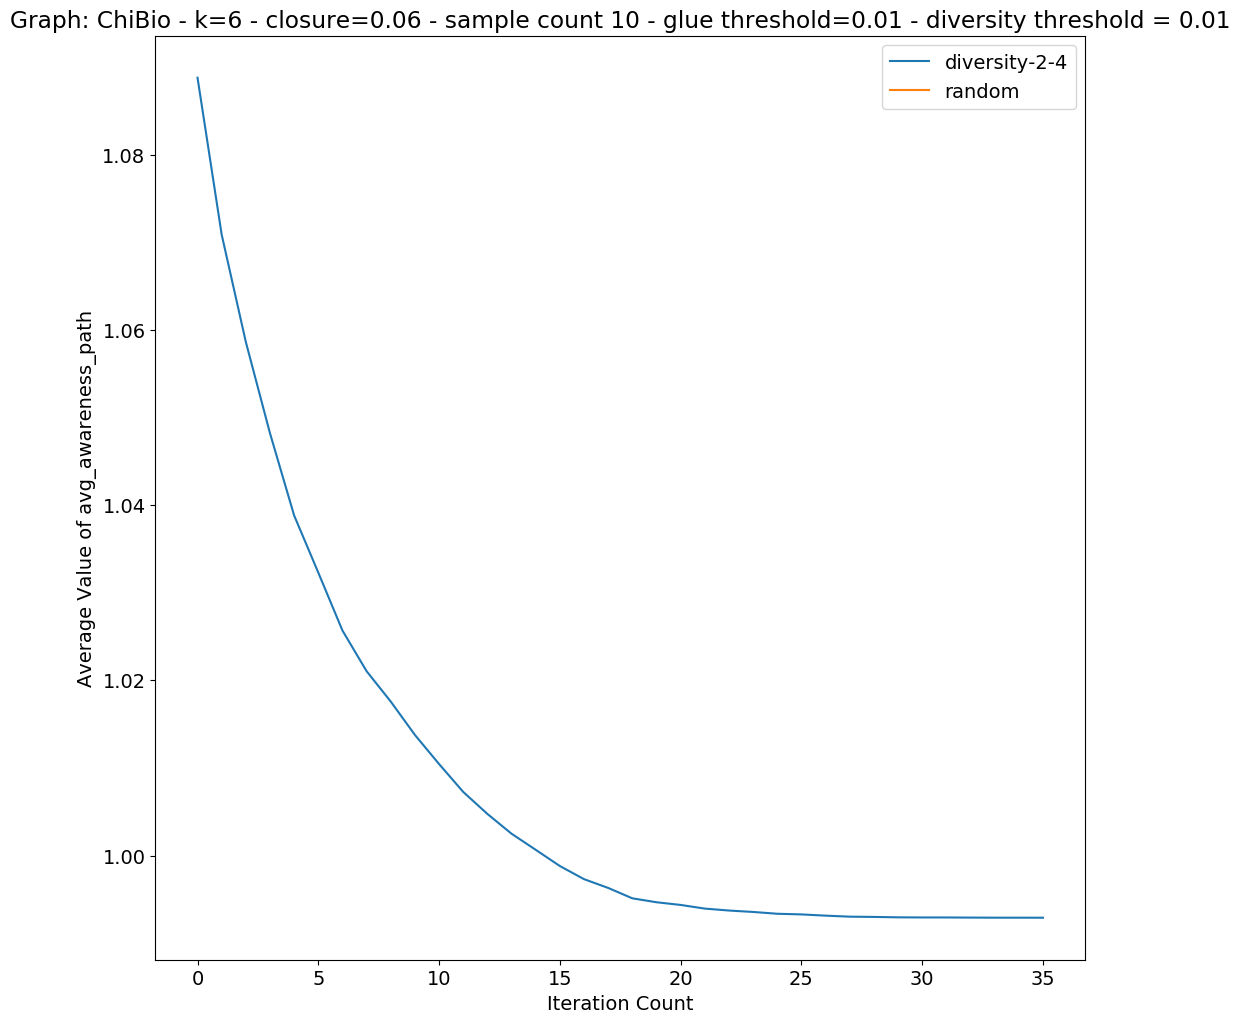 Graph: ChiBio - k=6 - closure=0.06 - sample count 10 - glue threshold=0.01 - diversity threshold = 0.01
diversity-2-4
random
1.08
1.06
1.04
1.02
1.00
Average Value of avg_awareness_path
0 5 10 15 20 25 30 35
Iteration Count